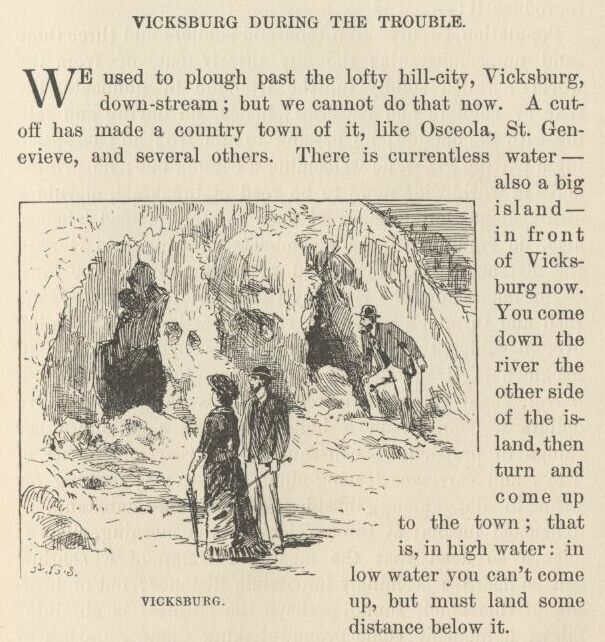 VICKSBURG DURING THE TROUBLE.
WE used to plough past the lofty hill-city, Vicksburg,
down-stream; but we cannot do that now. A cut-
off has made a country town of it, like Osceola, St. Gen-
evieve, and several others. There is currentless water —
also a big
island —
in front
of Vicks-
burg now.
You come
down the
river the
other side
of the is-
land, then
turn and
come up
to the town; that
is, in high water: in
low water you can't come
up, but must land some
distance below it.
VICKSBURG.